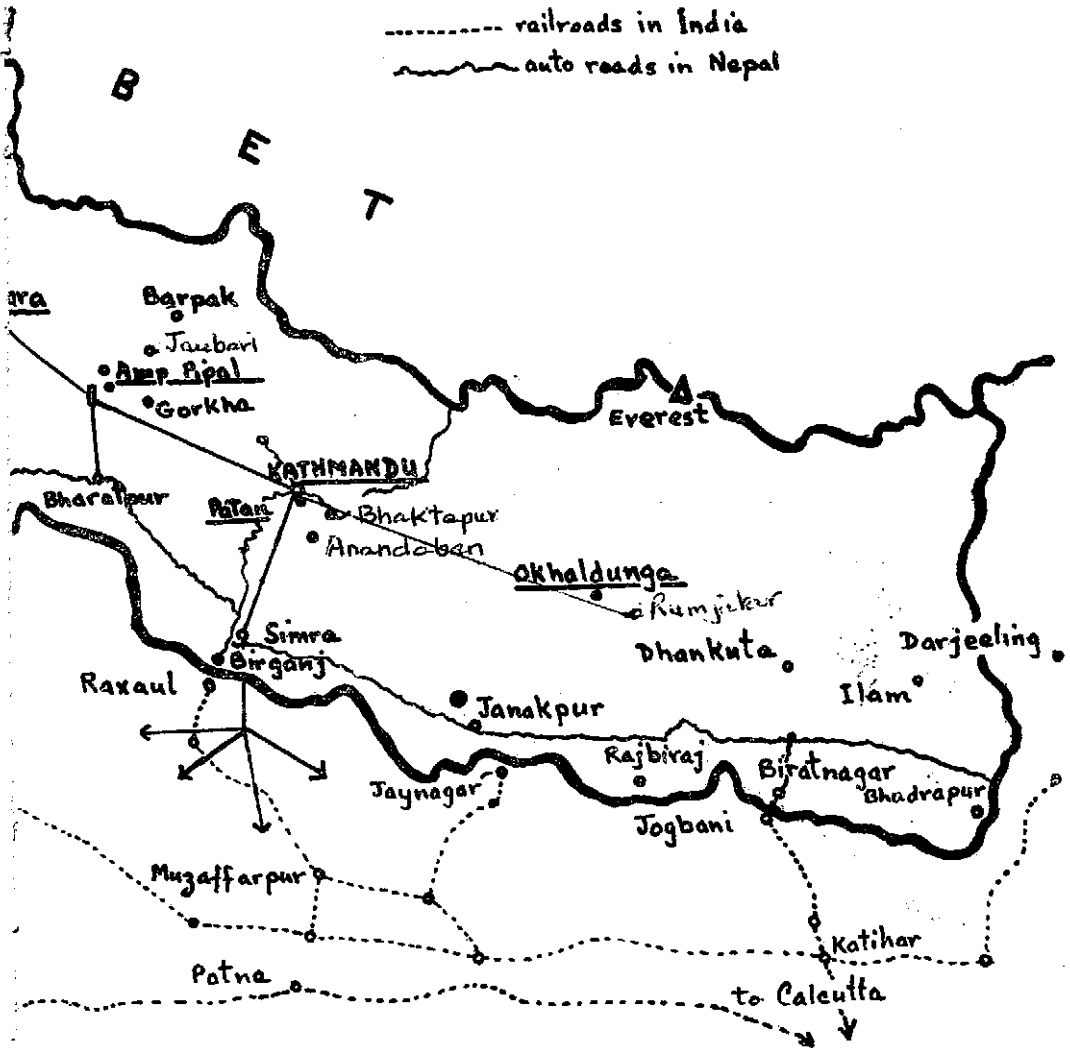 railroads in India
auto roads in Nepal
B
E
T
ara
Barpak
Jaubari
Amp Pipal
Gorkha
Everest
KATHMANDU
Bharatpur
Patan
Bhaktapur
Anandaban
Okhaldunga
Rumjatar
Simra
Dhankuta
Darjeeling
Birganj
Raxaul
Ilam
Janakpur
Rajbiraj
Biratnagar
Jaynagar
Bhadrapur
Jogbani
Muzaffarpur
Katihar
Patna
to Calcutta